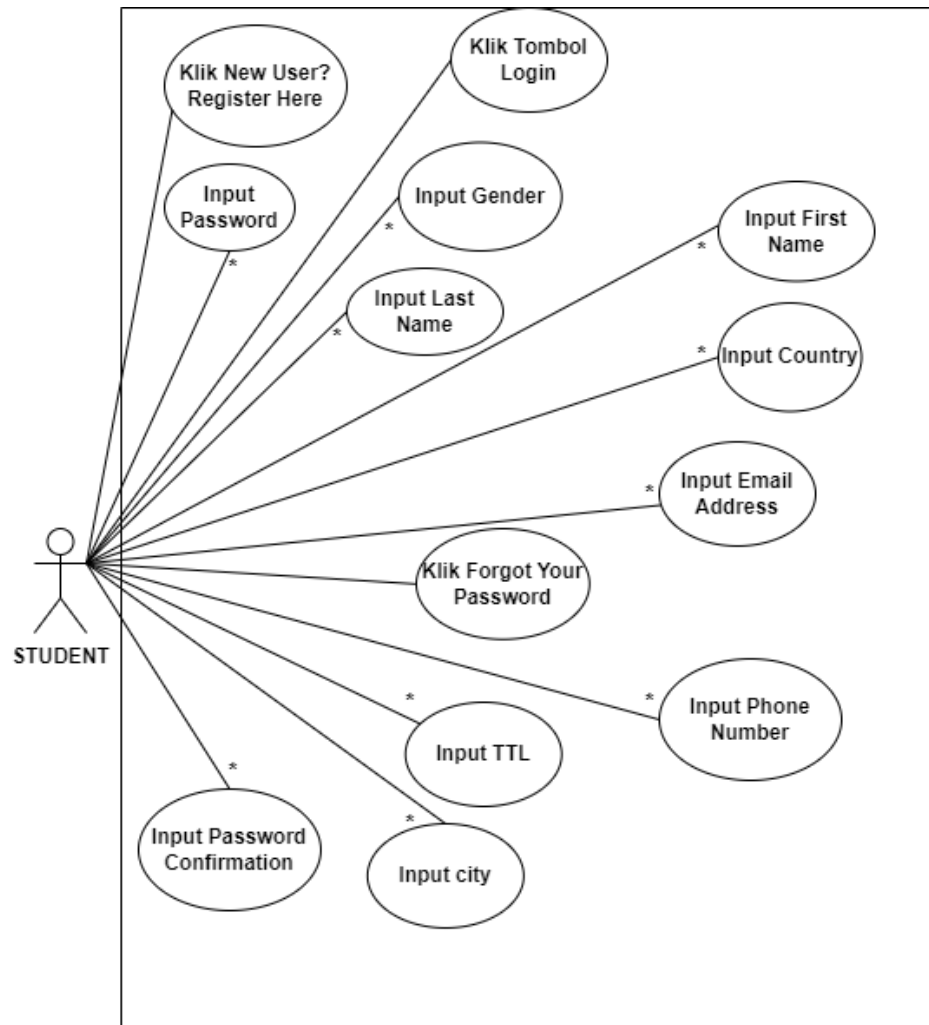 Klik New User?
Register Here
Klik Tombol
Login
Input
Password
*
Input Gender
*
Input First
Name
*
Input Last
Name
*
Input Country
*
Input Email
Address
*
Klik Forgot Your
Password
STUDENT
Input Phone
Number
*
Input TTL
*
Input Password
Confirmation
*
Input city
*